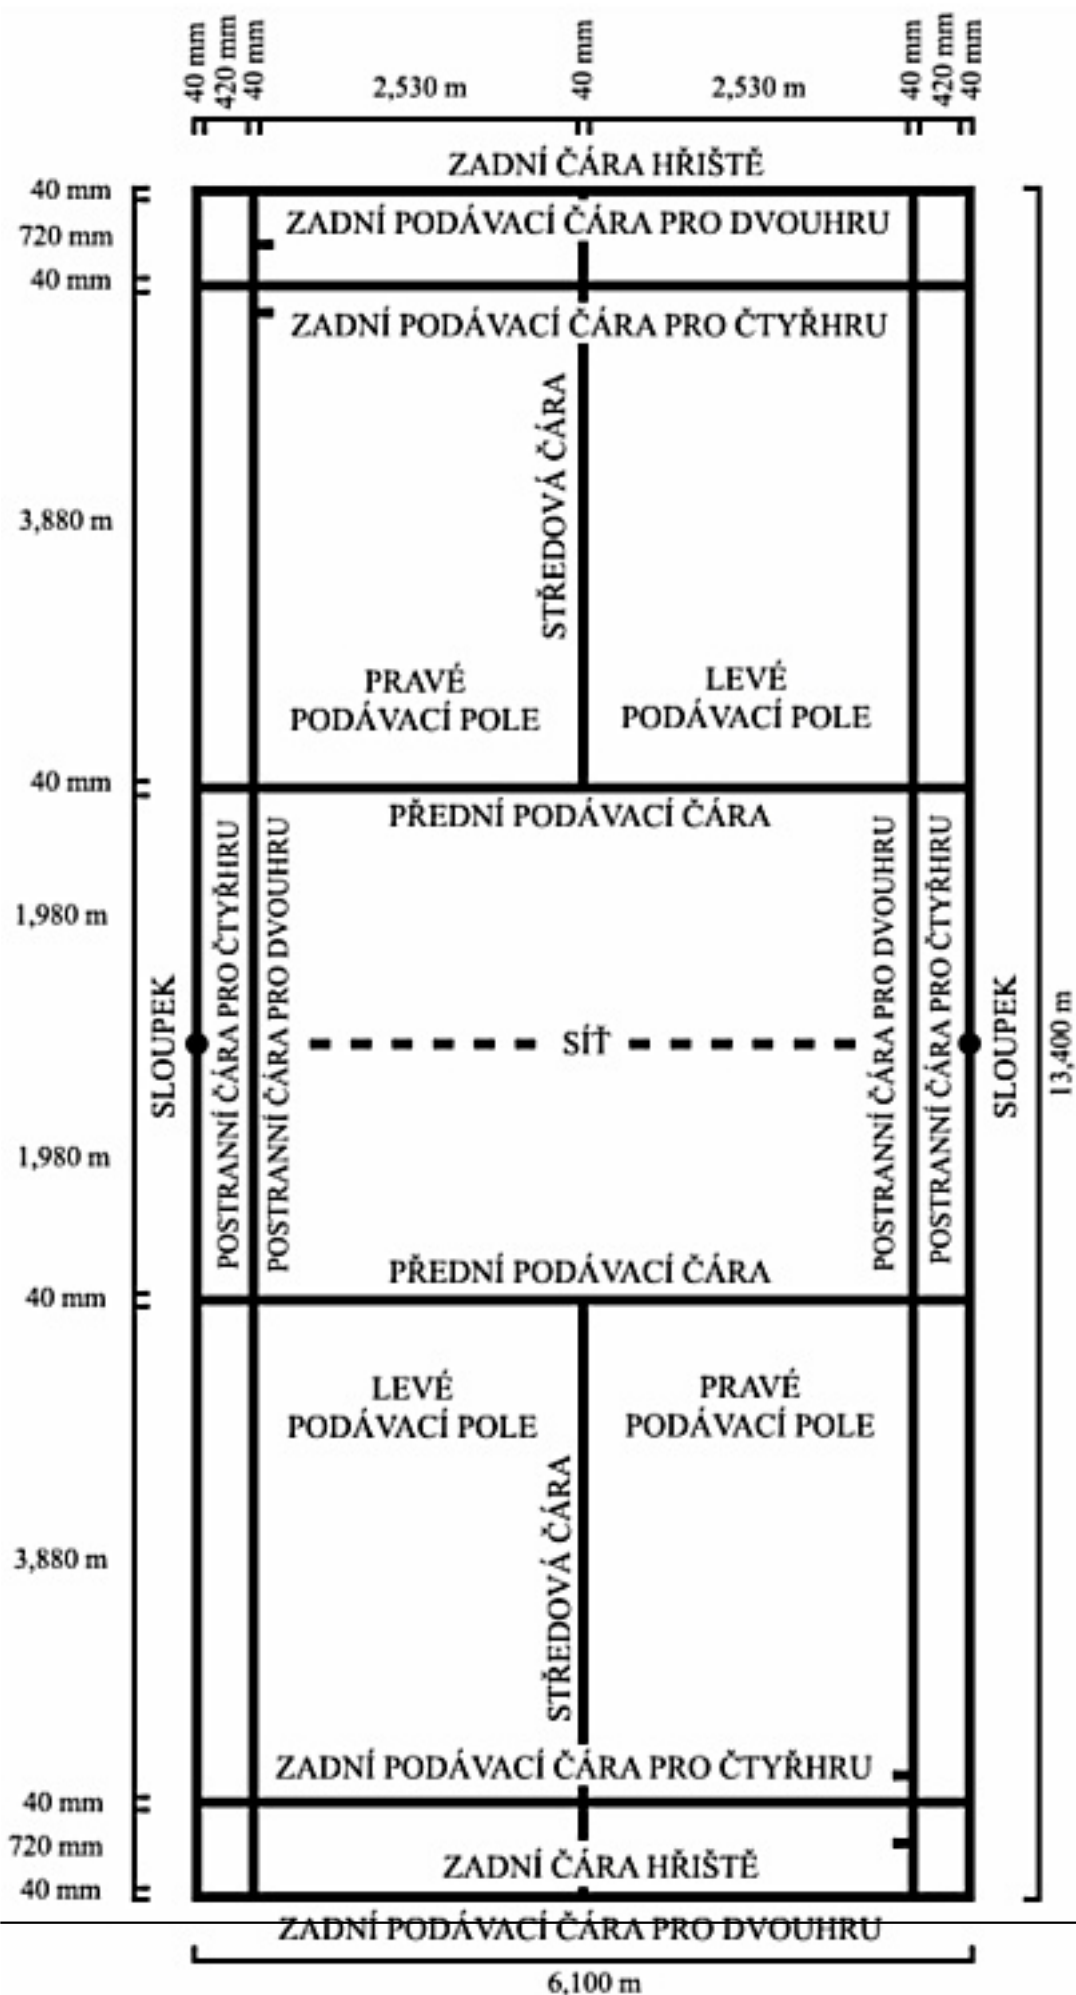 40 mm
420 mm
40 mm
2,530 m
40 mm
2,530 m
40 mm
420 mm
40 mm
ZADNÍ ČÁRA HŘIŠTĚ
40 mm
ZADNÍ PODÁVACÍ ČÁRA PRO DVOUHRU
720 mm
40 mm
ZADNÍ PODÁVACÍ ČÁRA PRO ČTYŘHRU
STŘEDOVÁ ČÁRA
3,880 m
PRAVÉ
PODÁVACÍ POLE
LEVÉ
PODÁVACÍ POLE
40 mm
PŘEDNÍ PODÁVACÍ ČÁRA
1,980 m
SLOUPEK
POSTRANNÍ ČÁRA PRO ČTYŘHRU
POSTRANNÍ ČÁRA PRO DVOUHRU
SÍŤ
POSTRANNÍ ČÁRA PRO DVOUHRU
POSTRANNÍ ČÁRA PRO ČTYŘHRU
SLOUPEK
13,400 m
1,980 m
PŘEDNÍ PODÁVACÍ ČÁRA
40 mm
LEVÉ
PODÁVACÍ POLE
PRAVÉ
PODÁVACÍ POLE
STŘEDOVÁ ČÁRA
3,880 m
ZADNÍ PODÁVACÍ ČÁRA PRO ČTYŘHRU
40 mm
720 mm
ZADNÍ ČÁRA HŘIŠTĚ
40 mm
ZADNÍ PODÁVACÍ ČÁRA PRO DVOUHRU
6,100 m